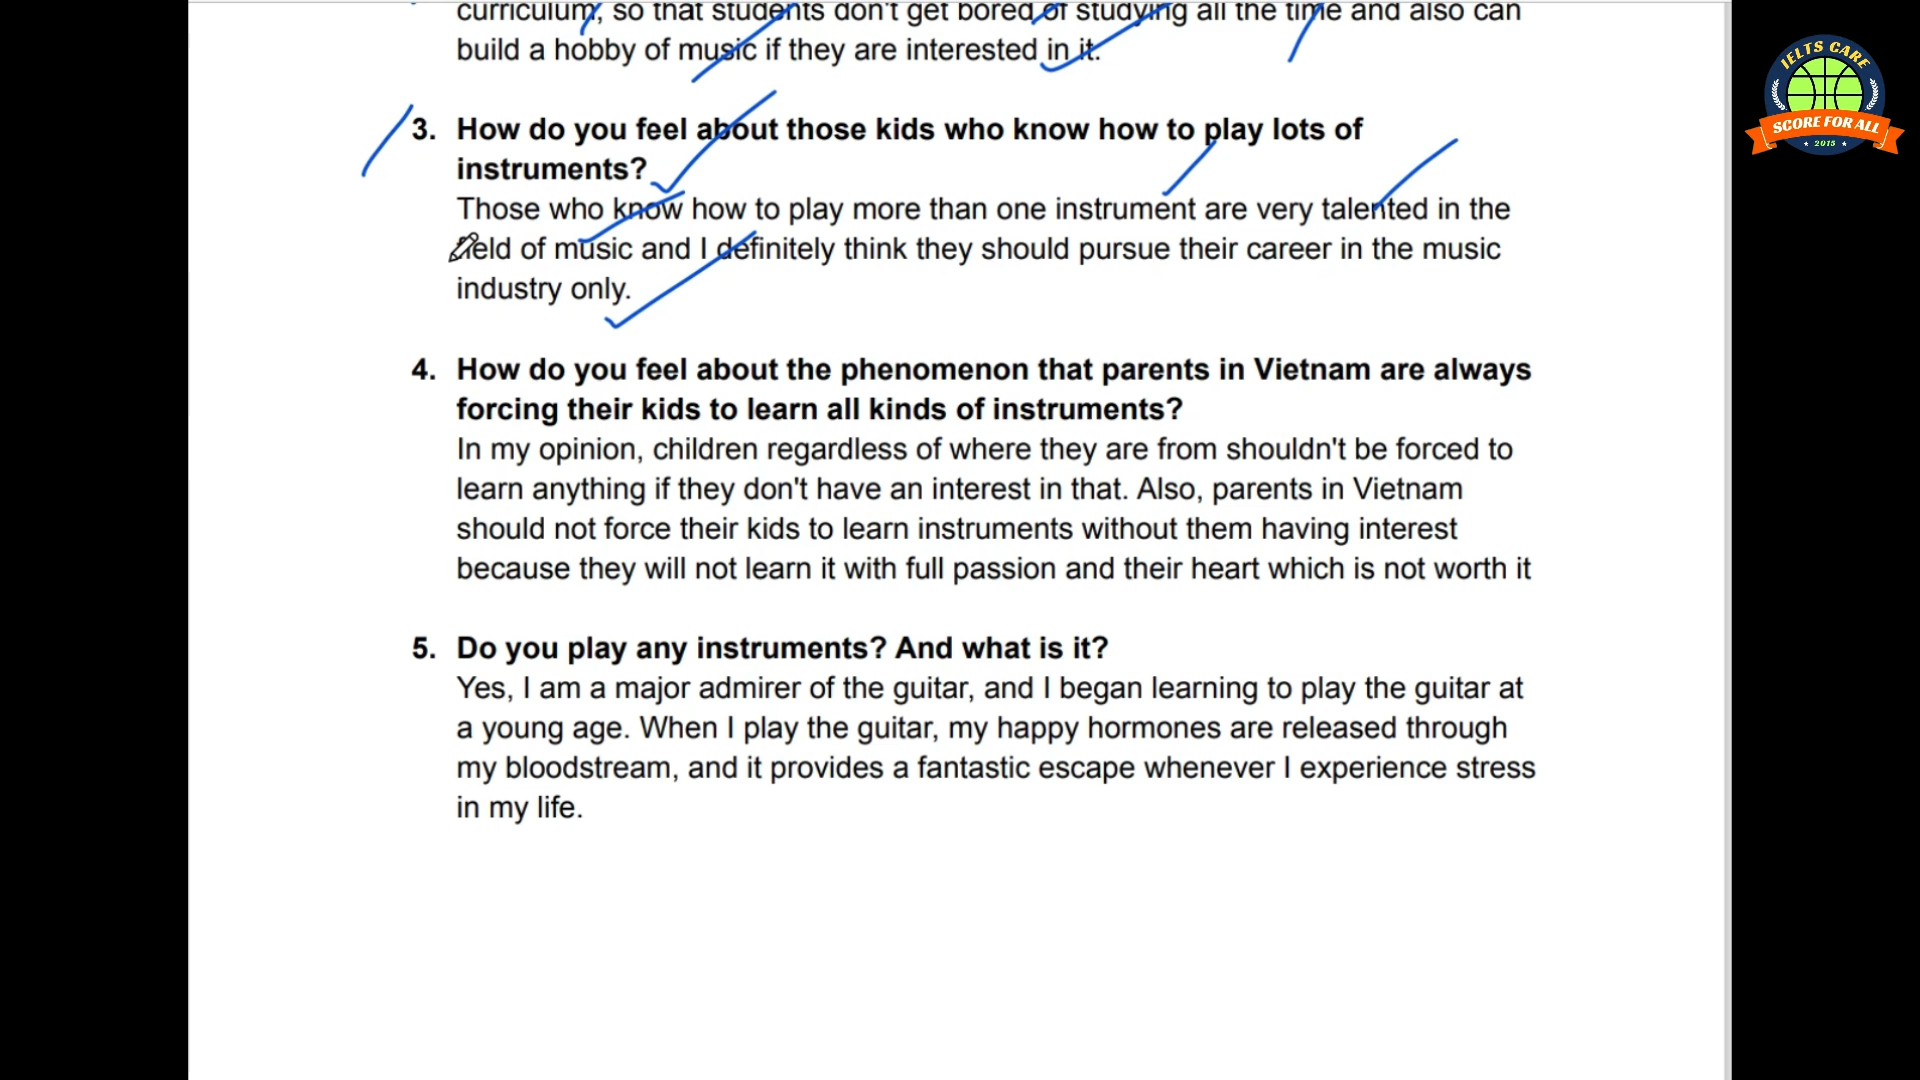 curriculum, so that students don't get bored of studying all the time and also can
build a hobby of music if they are interested in it.
3. How do you feel about those kids who know how to play lots of
instruments?
Those who know how to play more than one instrument are very talented in the
field of music and I definitely think they should pursue their career in the music
industry only.
4. How do you feel about the phenomenon that parents in Vietnam are always
forcing their kids to learn all kinds of instruments?
In my opinion, children regardless of where they are from shouldn't be forced to
learn anything if they don't have an interest in that. Also, parents in Vietnam
should not force their kids to learn instruments without them having interest
because they will not learn it with full passion and their heart which is not worth it
5. Do you play any instruments? And what is it?
Yes, I am a major admirer of the guitar, and I began learning to play the guitar at
a young age. When I play the guitar, my happy hormones are released through
my bloodstream, and it provides a fantastic escape whenever I experience stress
in my life.
IELTS CARE
SCORE FOR ALL
2015